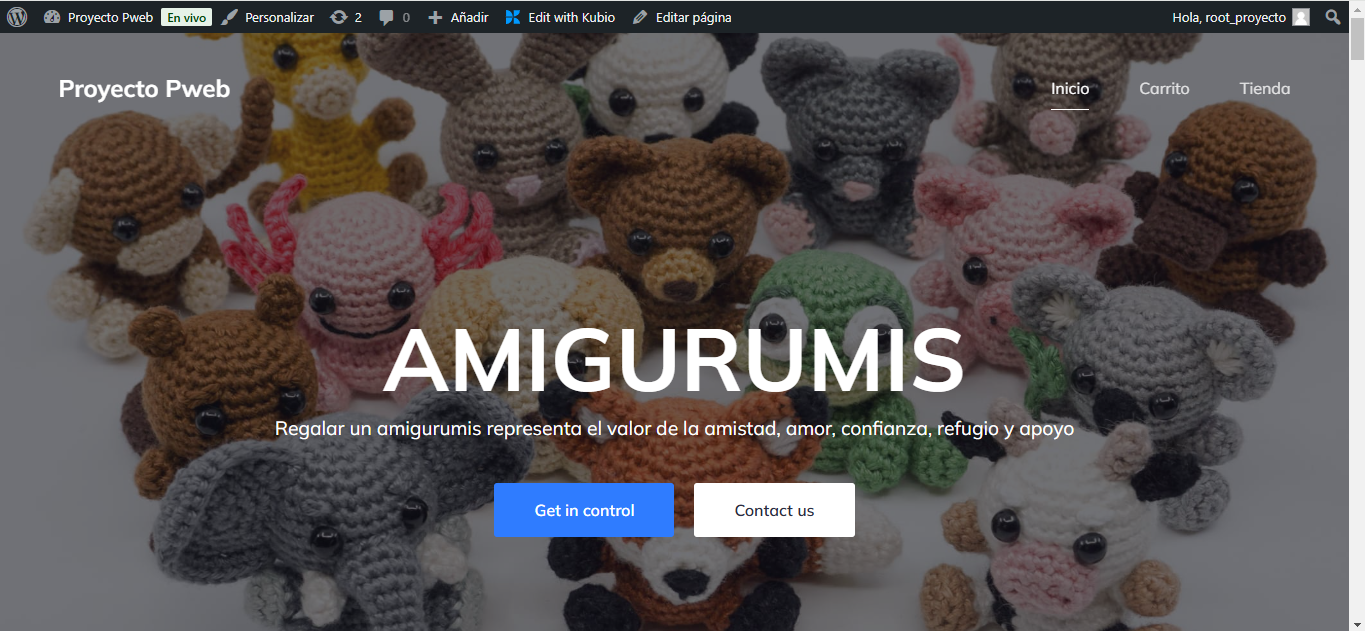 Proyecto Pweb En vivo Personalizar 2 0 Añadir Edit with Kubio Editar página Hola, root_proyecto
Proyecto Pweb Inicio Carrito Tienda
AMIGURUMIS
Regalar un amigurumis representa el valor de la amistad, amor, confianza, refugio y apoyo
Get in control Contact us